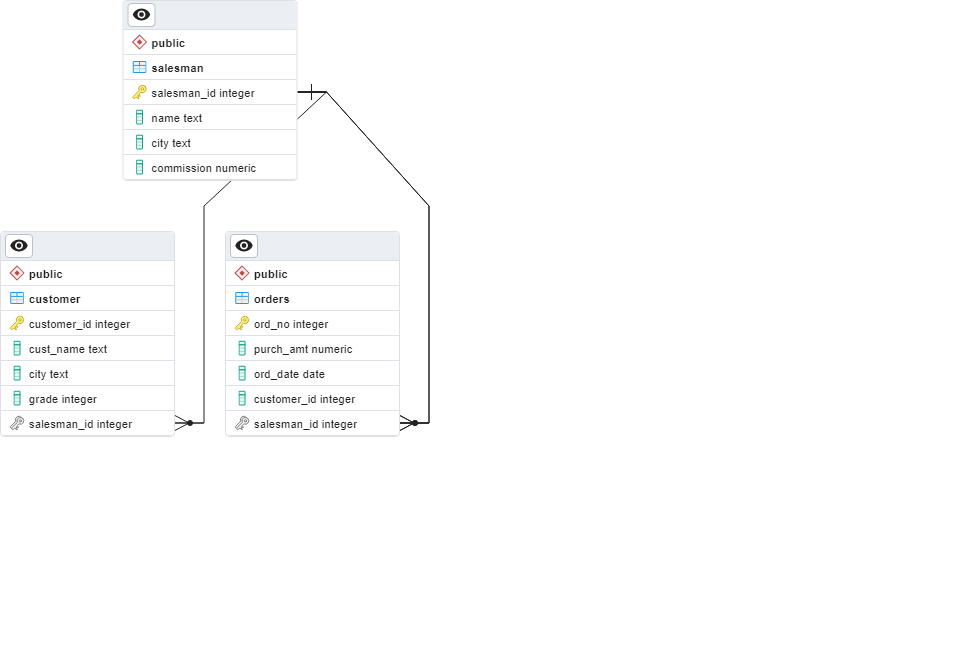 public
salesman
salesman_id integer
name text
city text
commission numeric
public
customer
customer_id integer
cust_name text
city text
grade integer
salesman_id integer
public
orders
ord_no integer
purch_amt numeric
ord_date date
customer_id integer
salesman_id integer